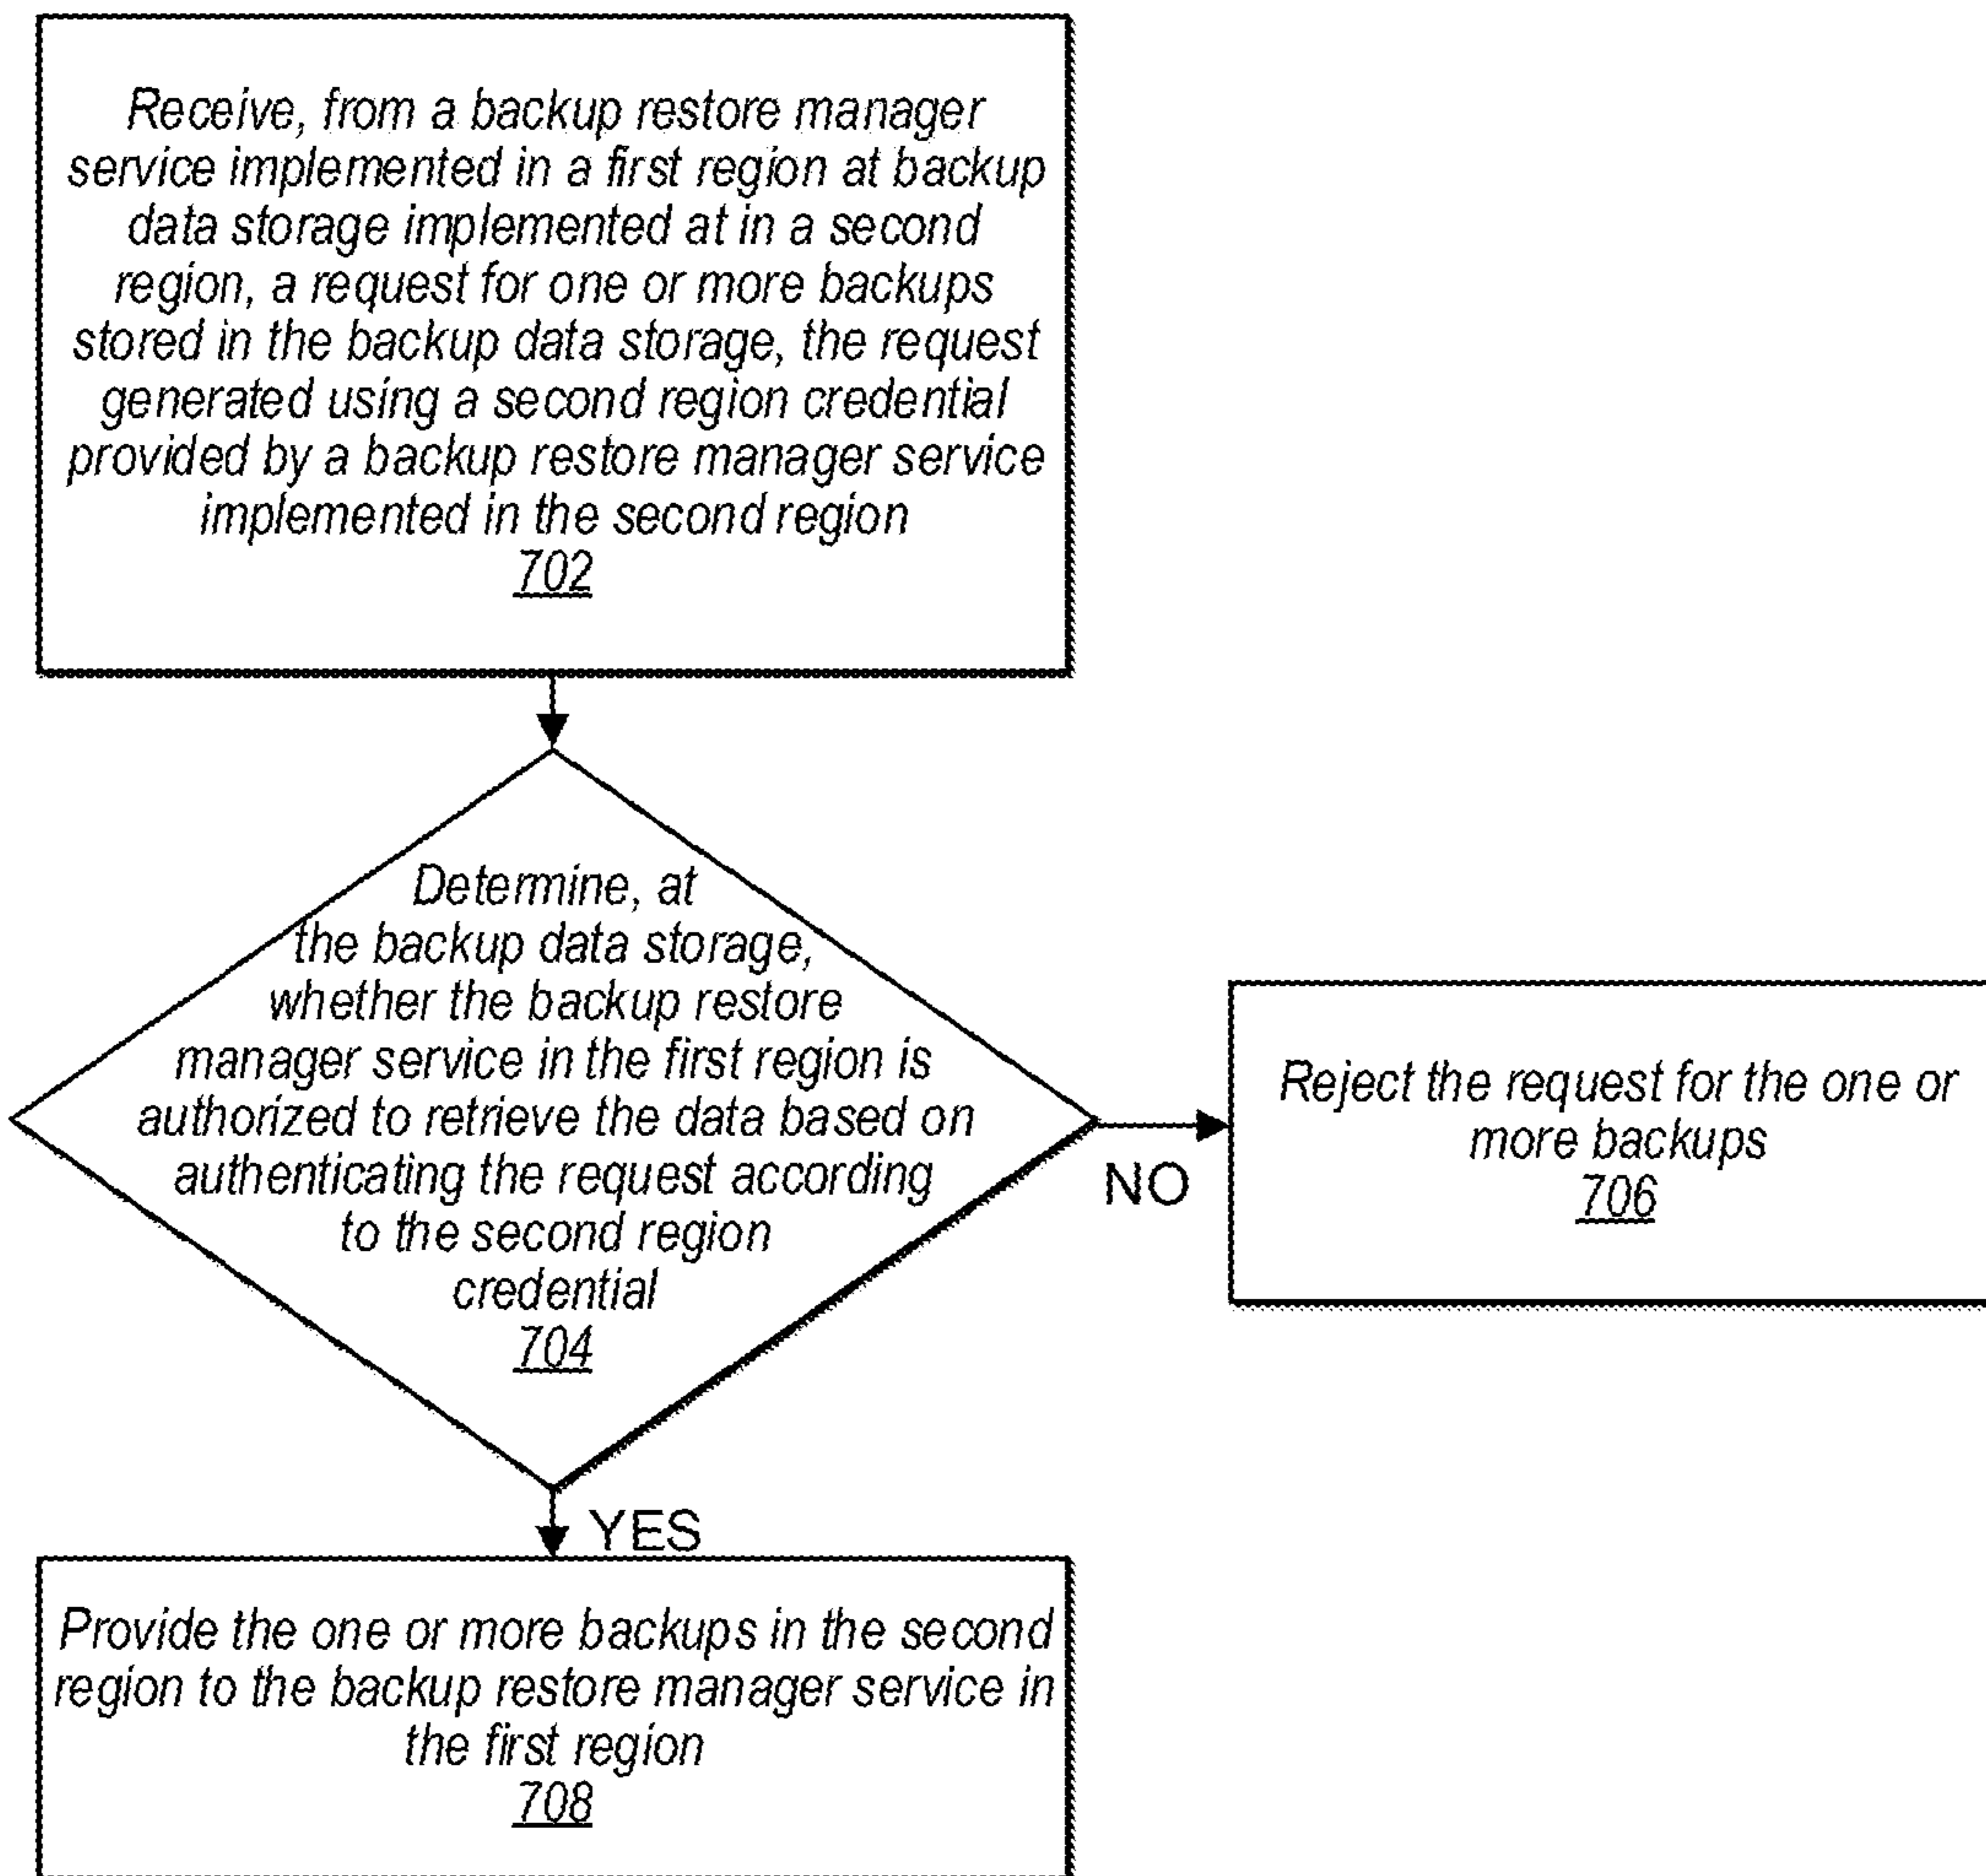 Receive, from a backup restore manager
service implemented in a first region at backup
data storage implemented at in a second
region, a request for one or more backups
stored in the backup data storage, the request
generated using a second region credential
provided by a backup restore manager service
implemented in the second region
702
Determine, at
the backup data storage,
whether the backup restore
manager service in the first region is
authorized to retrieve the data based on
authenticating the request according
to the second region
credential
704
NO
Reject the request for the one or
more backups
706
YES
Provide the one or more backups in the second
region to the backup restore manager service in
the first region
708